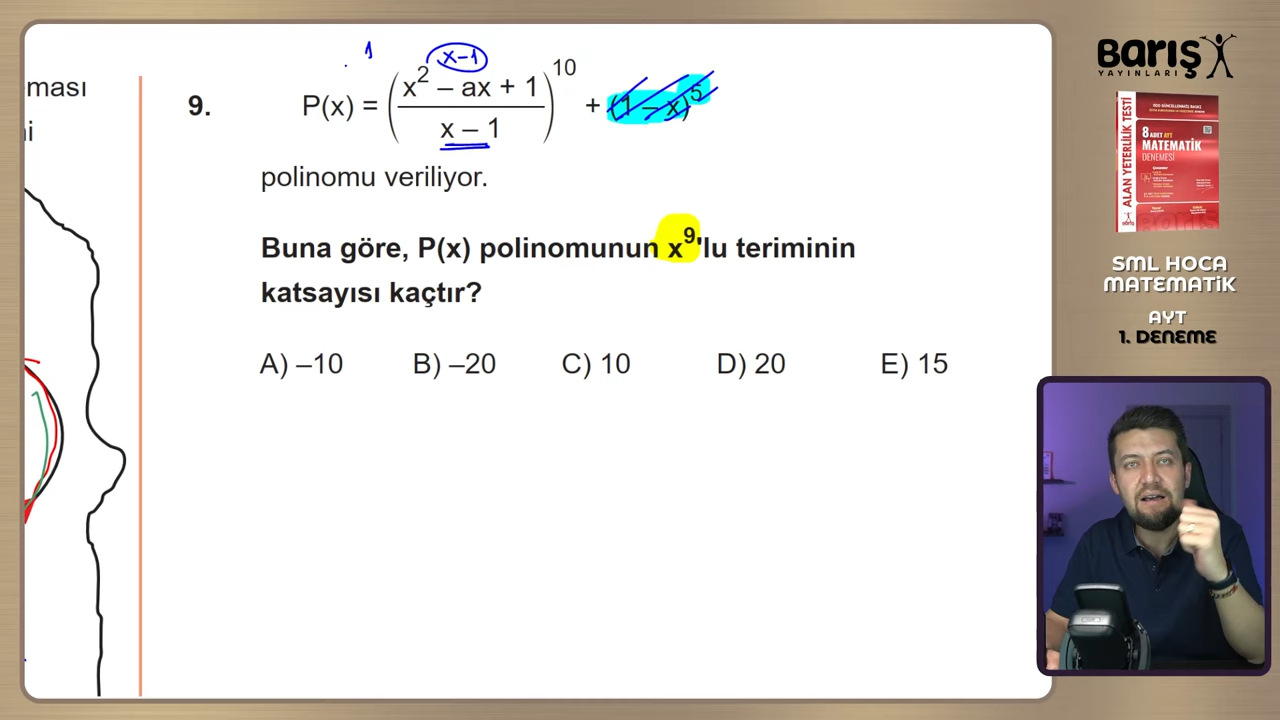 ması
ni
1
x-1
9. P(x) = (x² – ax + 1 / x – 1)¹⁰ + (1 – x)⁵
polinomu veriliyor.
Buna göre, P(x) polinomunun x⁹'lu teriminin
katsayısı kaçtır?
A) –10 B) –20 C) 10 D) 20 E) 15
Barış
YAYINLARI
ALAN YETERLİLİK TESTİ
8 ADET AYT
MATEMATİK
DENEMESİ
SML HOCA
MATEMATİK
AYT
1. DENEME